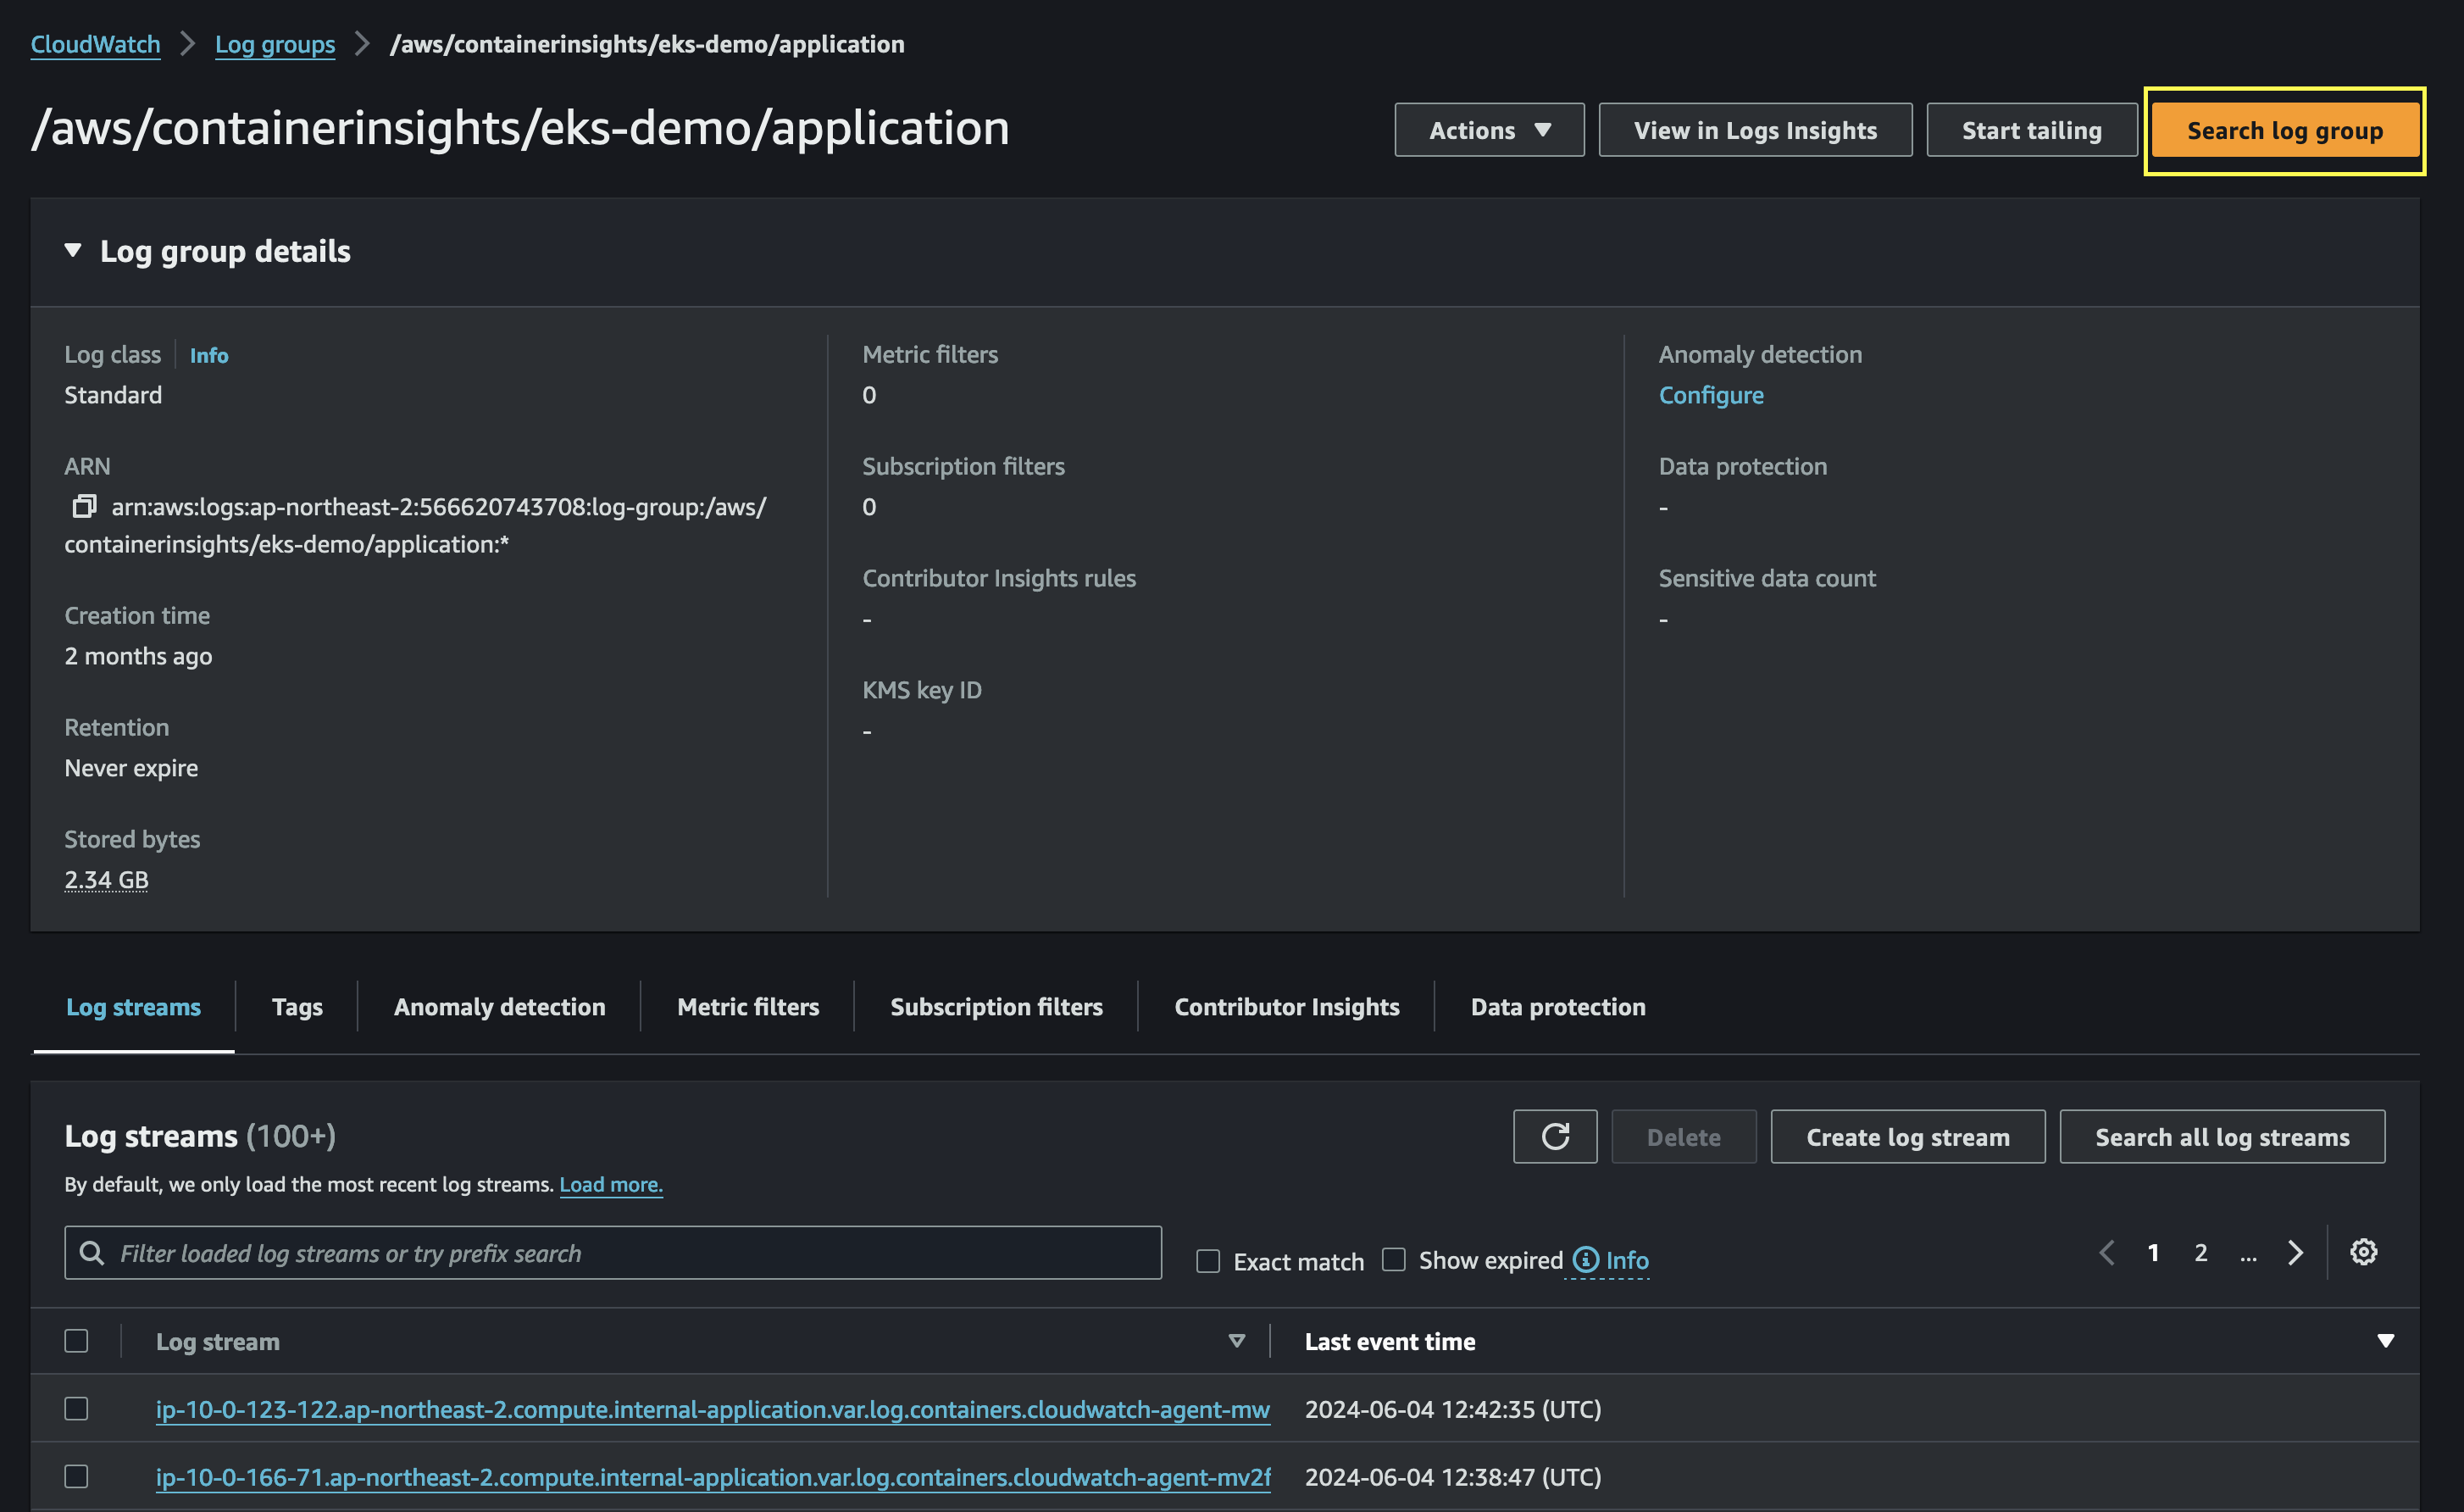 CloudWatch > Log groups > /aws/containerinsights/eks-demo/application
/aws/containerinsights/eks-demo/application
Actions ▼
View in Logs Insights
Start tailing
Search log group
▼ Log group details
Log class
Info
Standard
ARN
arn:aws:logs:ap-northeast-2:566620743708:log-group:/aws/
containerinsights/eks-demo/application:*
Creation time
2 months ago
Retention
Never expire
Stored bytes
2.34 GB
Metric filters
0
Subscription filters
0
Contributor Insights rules
-
KMS key ID
-
Anomaly detection
Configure
Data protection
-
Sensitive data count
-
Log streams
Tags
Anomaly detection
Metric filters
Subscription filters
Contributor Insights
Data protection
Log streams (100+)
Delete
Create log stream
Search all log streams
By default, we only load the most recent log streams. Load more.
Filter loaded log streams or try prefix search
Exact match
Show expired
Info
1 2 ...
Log stream
Last event time
ip-10-0-123-122.ap-northeast-2.compute.internal-application.var.log.containers.cloudwatch-agent-mw 2024-06-04 12:42:35 (UTC)
ip-10-0-166-71.ap-northeast-2.compute.internal-application.var.log.containers.cloudwatch-agent-mv2f 2024-06-04 12:38:47 (UTC)